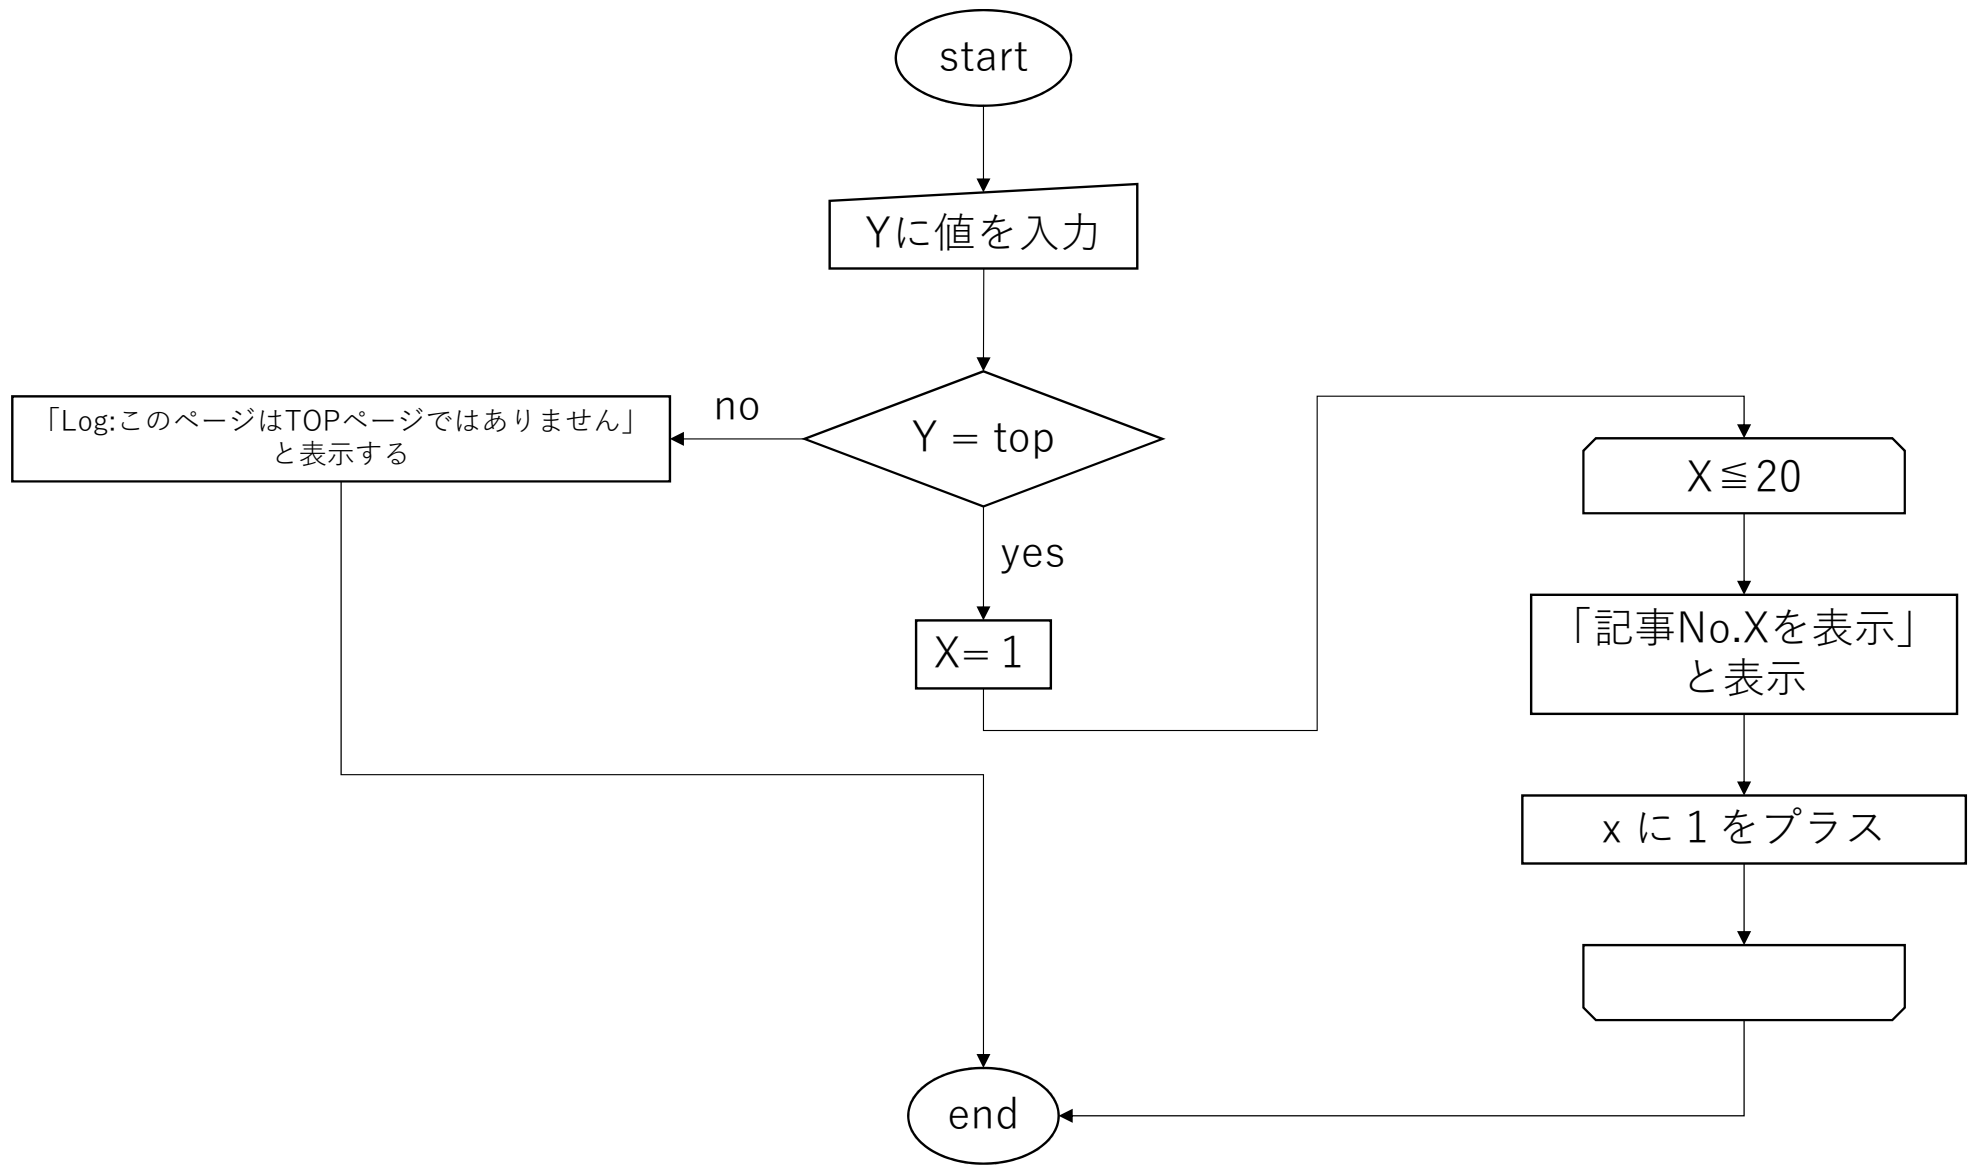 start
Yに値を入力
Y = top
no
「Log:このページはTOPページではありません」
と表示する
yes
X=１
X≦20
「記事No.Xを表示」
と表示
x に１をプラス
end